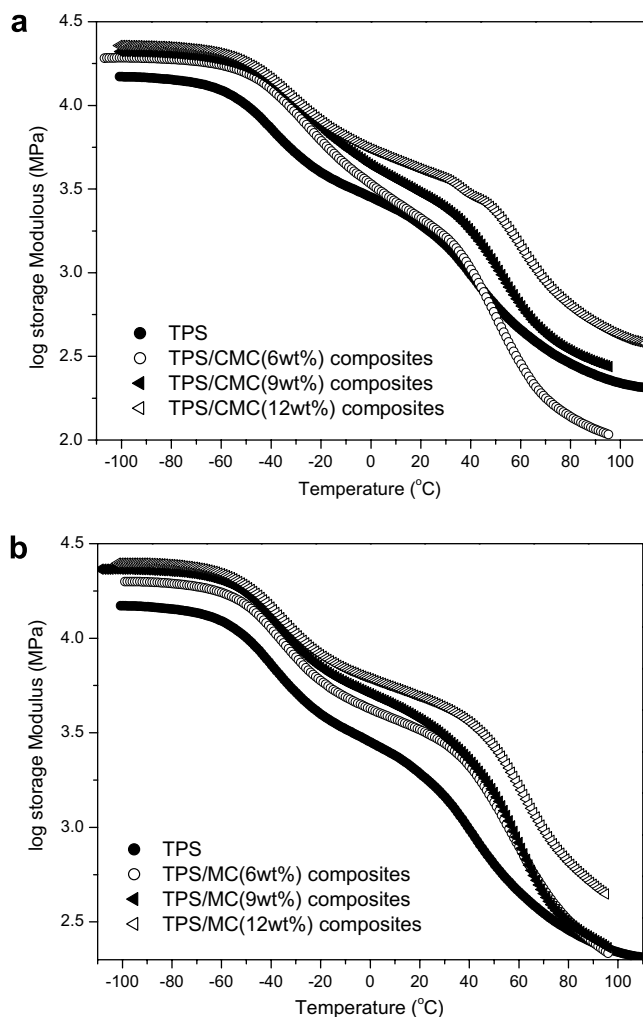 a
4.5
4.0
3.5
3.0
2.5
2.0
log storage Modulous (MPa)
TPS
TPS/CMC(6wt%) composites
TPS/CMC(9wt%) composites
TPS/CMC(12wt%) composites
-100 -80 -60 -40 -20 0 20 40 60 80 100
Temperature (°C)
b
4.5
4.0
3.5
3.0
2.5
log storage Modulus (MPa)
TPS
TPS/MC(6wt%) composites
TPS/MC(9wt%) composites
TPS/MC(12wt%) composites
-100 -80 -60 -40 -20 0 20 40 60 80 100
Temperature (°C)